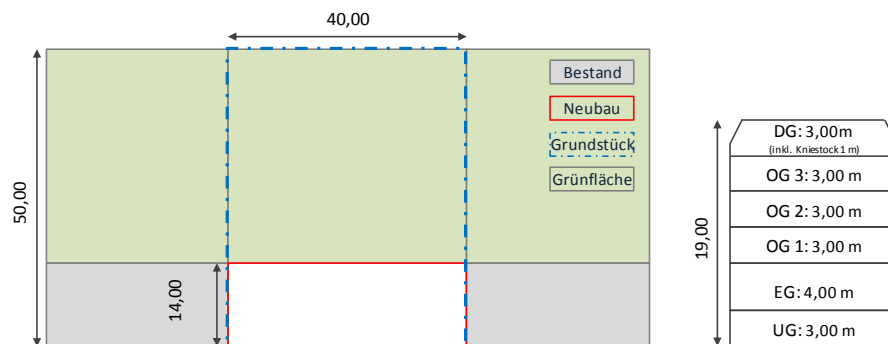 40,00
50,00
14,00
Bestand
Neubau
Grundstück
Grünfläche
19,00
DG: 3,00m
(inkl. Kniestock 1 m)
OG 3: 3,00 m
OG 2: 3,00 m
OG 1: 3,00 m
EG: 4,00 m
UG: 3,00 m